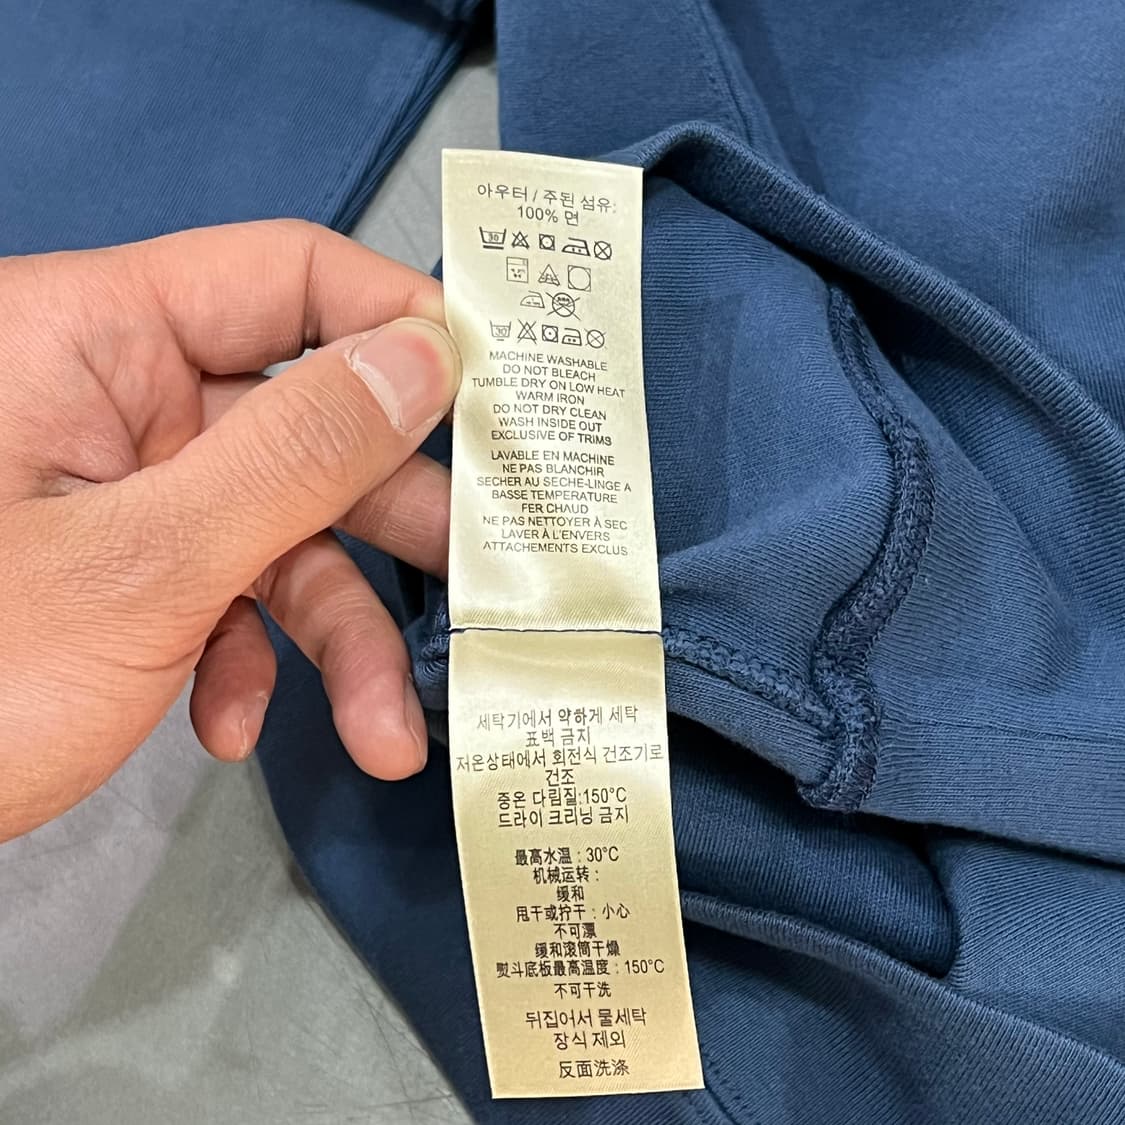 아우터 / 주된 섬유:
100% 면
30
30
MACHINE WASHABLE
DO NOT BLEACH
TUMBLE DRY ON LOW HEAT
WARM IRON
DO NOT DRY CLEAN
WASH INSIDE OUT
EXCLUSIVE OF TRIMS
LAVABLE EN MACHINE
NE PAS BLANCHIR
SECHER AU SECHE-LINGE A
BASSE TEMPERATURE
FER CHAUD
NE PAS NETTOYER À SEC
LAVER À L'ENVERS
ATTACHEMENTS EXCLUS
세탁기에서 약하게 세탁
표백 금지
저온상태에서 회전식 건조기로
건조
중온 다림질:150°C
드라이 크리닝 금지
最高水温：30°C
机械运转：
缓和
甩干或拧干：小心
不可漂
缓和滚筒干燥
熨斗底板最高温度：150°C
不可干洗
뒤집어서 물세탁
장식 제외
反面洗涤